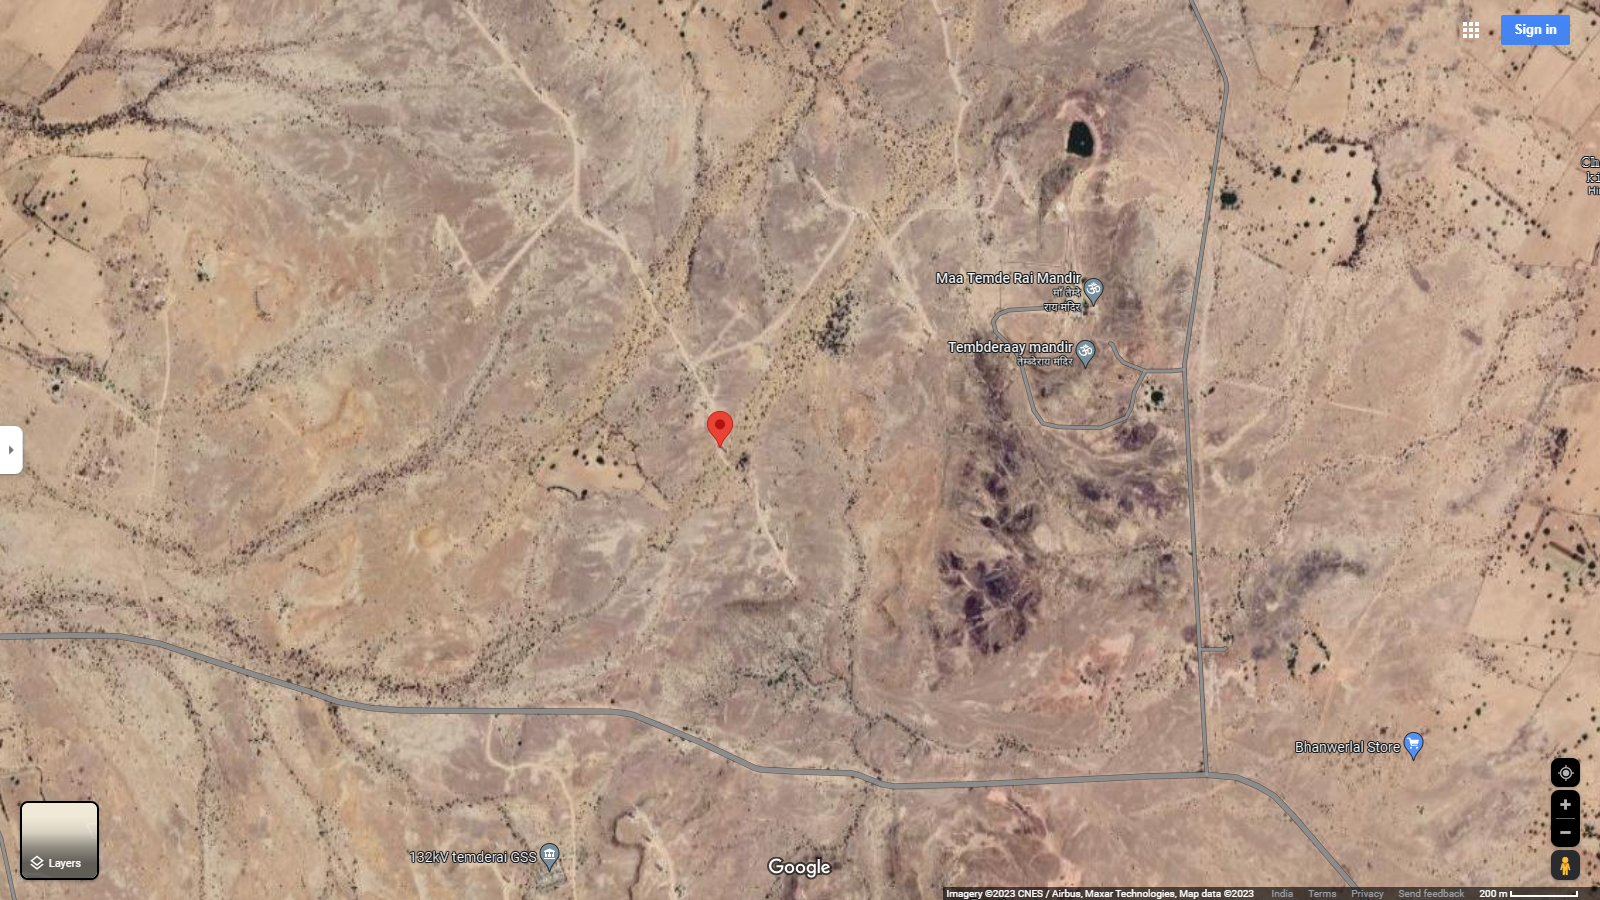 Sign in
Maa Temde Rai Mandir
माँ तेम्दे
राय मंदिर
Tembderaay mandir
तेम्ब्देराय मंदिर
Bhanwerlal Store
132kV temderai GSS
Layers
Google
Imagery ©2023 CNES / Airbus, Maxar Technologies, Map data ©2023 India Terms Privacy Send feedback 200 m